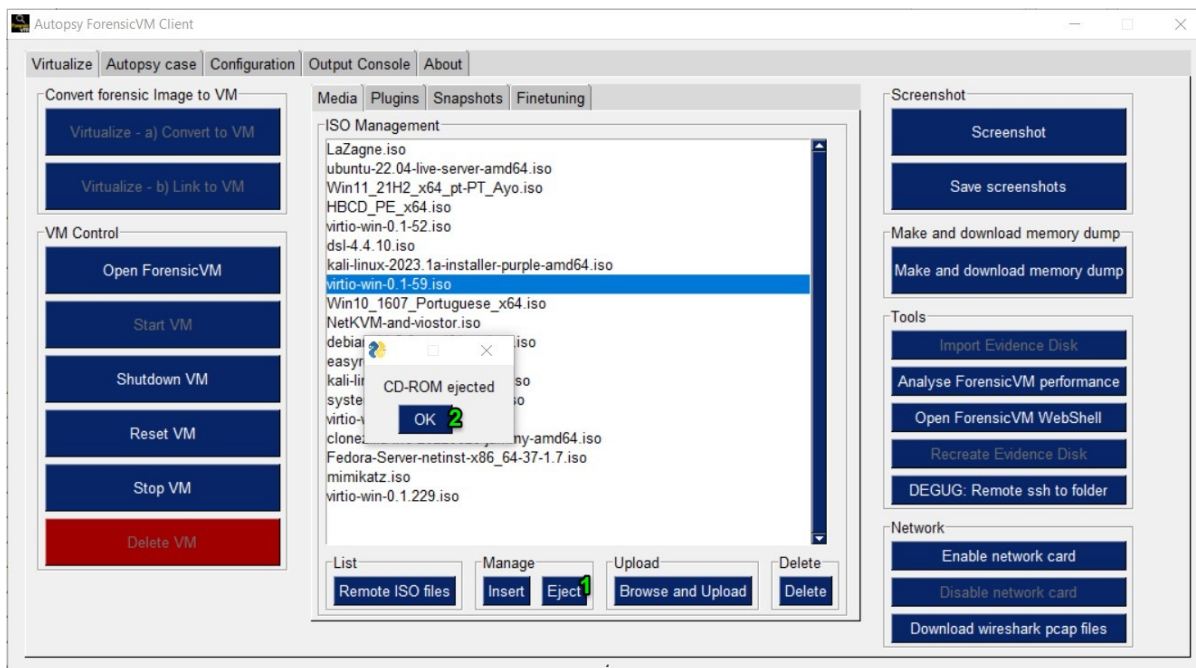 Autopsy ForensicVM Client
Virtualize Autopsy case Configuration Output Console About
Convert forensic Image to VM
Virtualize - a) Convert to VM
Virtualize - b) Link to VM
VM Control
Open ForensicVM
Start VM
Shutdown VM
Reset VM
Stop VM
Delete VM
Media Plugins Snapshots Finetuning
ISO Management
LaZagne.iso
ubuntu-22.04-live-server-amd64.iso
Win11_21H2_x64_pt-PT_Ayo.iso
HBCD_PE_x64.iso
virtio-win-0.1-52.iso
dsl-4.4.10.iso
kali-linux-2023.1a-installer-purple-amd64.iso
virtio-win-0.1-59.iso
Win10_1607_Portuguese_x64.iso
NetKVM-and-viostor.iso
Fedora-Server-netinst-x86_64-37-1.7.iso
mimikatz.iso
virtio-win-0.1.229.iso
CD-ROM ejected
OK 2
List
Remote ISO files
Manage
Insert Eject 1
Upload
Browse and Upload
Delete
Delete
Screenshot
Screenshot
Save screenshots
Make and download memory dump
Make and download memory dump
Tools
Import Evidence Disk
Analyse ForensicVM performance
Open ForensicVM WebShell
Recreate Evidence Disk
DEGUG: Remote ssh to folder
Network
Enable network card
Disable network card
Download wireshark pcap files